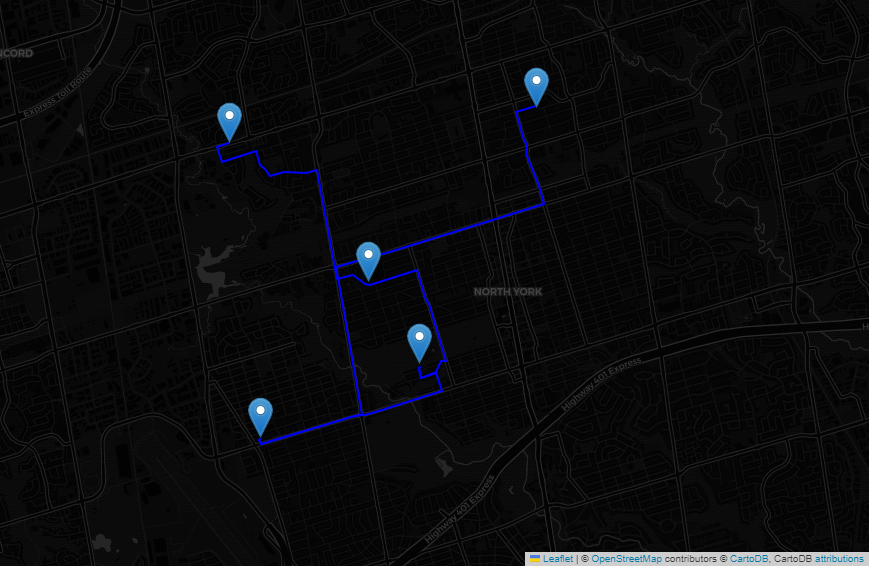 NCORD
Express Toll Route
NORTH YORK
Highway 401 Express
H
Highway 401 Express
Leaflet | © OpenStreetMap contributors © CartoDB, CartoDB attributions